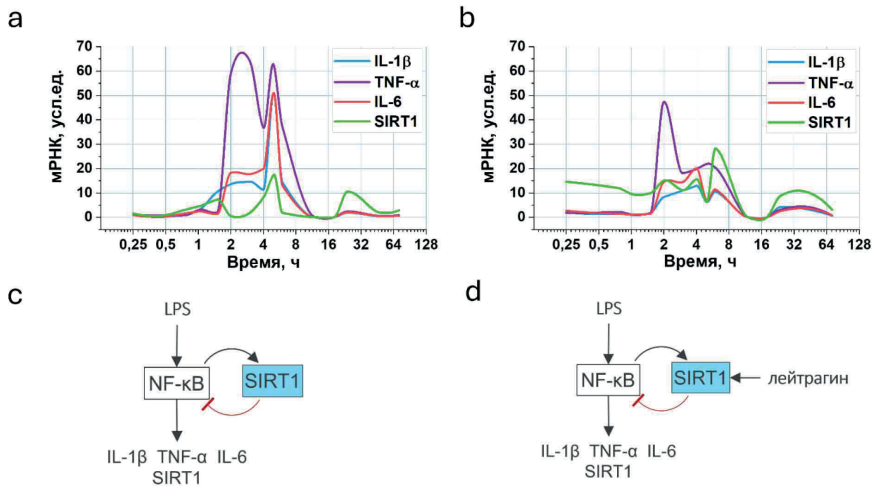 a
мРНК, усл.ед.
70
60
50
40
30
20
10
0
IL-1β
TNF-α
IL-6
SIRT1
0,25 0,5 1 2 4 8 16 32 64 128
Время, ч
b
мРНК, усл.ед.
70
60
50
40
30
20
10
0
IL-1β
TNF-α
IL-6
SIRT1
0,25 0,5 1 2 4 8 16 32 64 128
Время, ч
c
LPS
NF-κB SIRT1
IL-1β TNF-α IL-6
SIRT1
d
LPS
NF-κB SIRT1 лейтрагин
IL-1β TNF-α IL-6
SIRT1